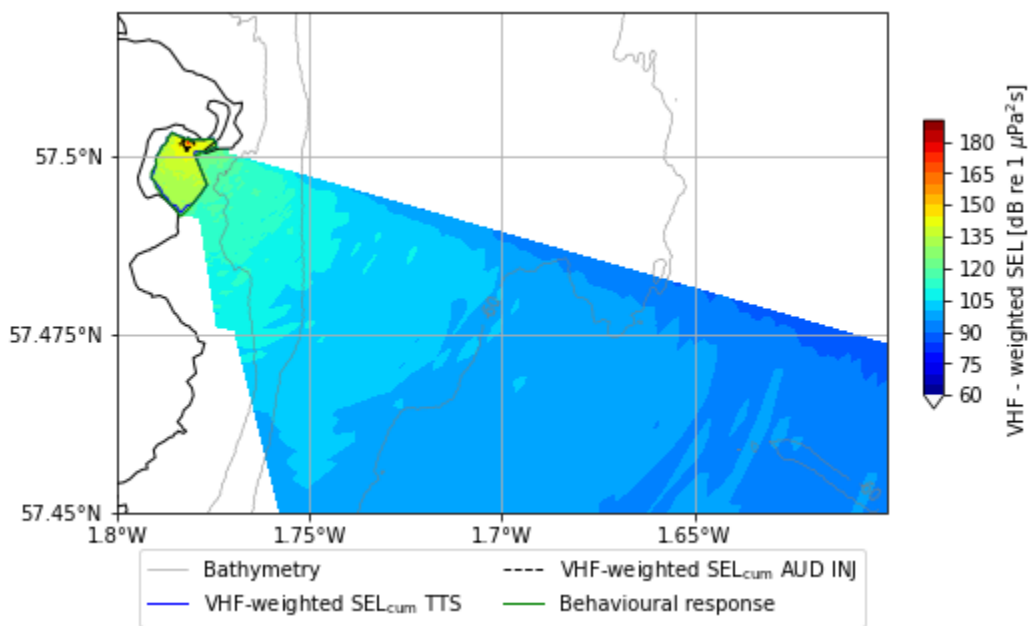 57.5°N
57.475°N
57.45°N
1.8°W 1.75°W 1.7°W 1.65°W
180
165
150
135
120
105
90
75
60
VHF - weighted SEL [dB re 1 µPa²s]
Bathymetry
VHF-weighted SELcum TTS
VHF-weighted SELcum AUD INJ
Behavioural response